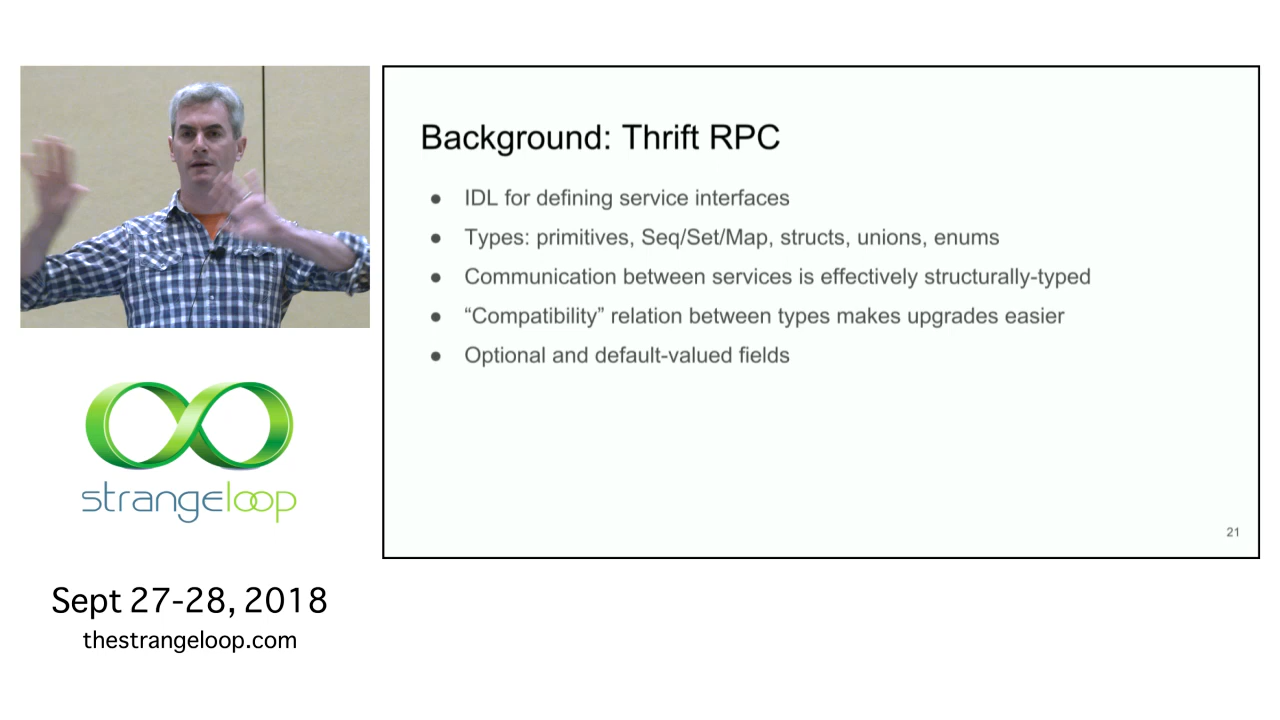 Background: Thrift RPC
● IDL for defining service interfaces
● Types: primitives, Seq/Set/Map, structs, unions, enums
● Communication between services is effectively structurally-typed
● “Compatibility” relation between types makes upgrades easier
● Optional and default-valued fields
21
strangeloop
Sept 27-28, 2018
thestrangeloop.com